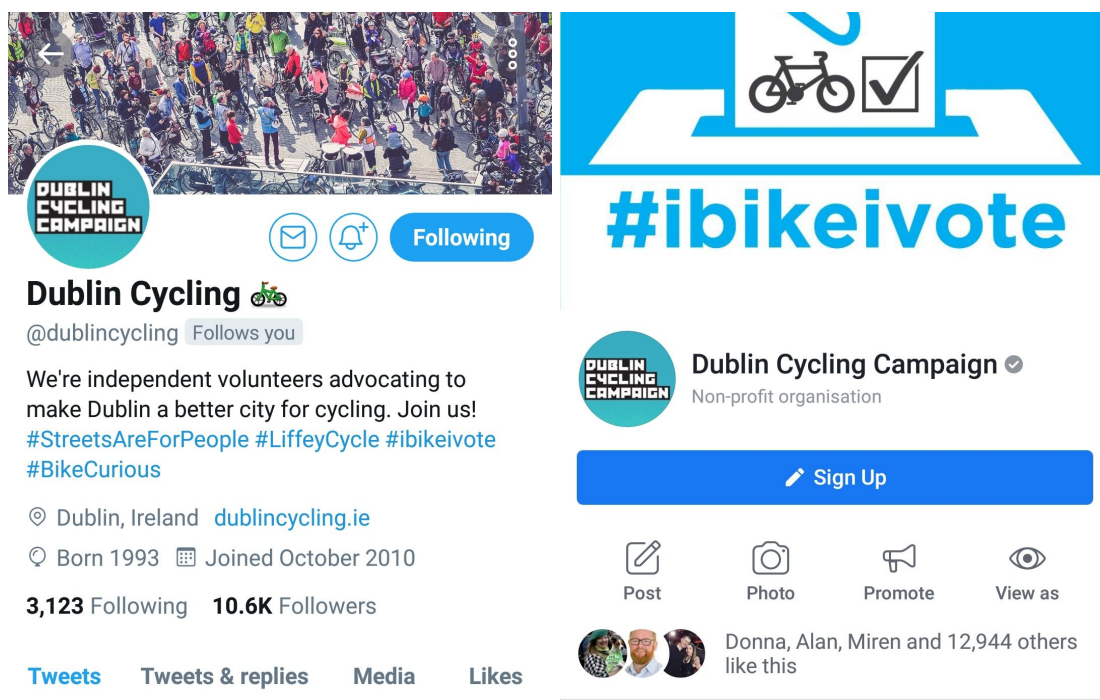 DUBLIN
CYCLING
CAMPAIGN
Following
Dublin Cycling
@dublincycling Follows you
We're independent volunteers advocating to
make Dublin a better city for cycling. Join us!
#StreetsAreForPeople #LiffeyCycle #ibikeivote
#BikeCurious
Dublin, Ireland dublincycling.ie
Born 1993 Joined October 2010
3,123 Following 10.6K Followers
Tweets Tweets & replies Media Likes
#ibikeivote
DUBLIN
CYCLING
CAMPAIGN
Dublin Cycling Campaign
Non-profit organisation
Sign Up
Post Photo Promote View as
Donna, Alan, Miren and 12,944 others
like this